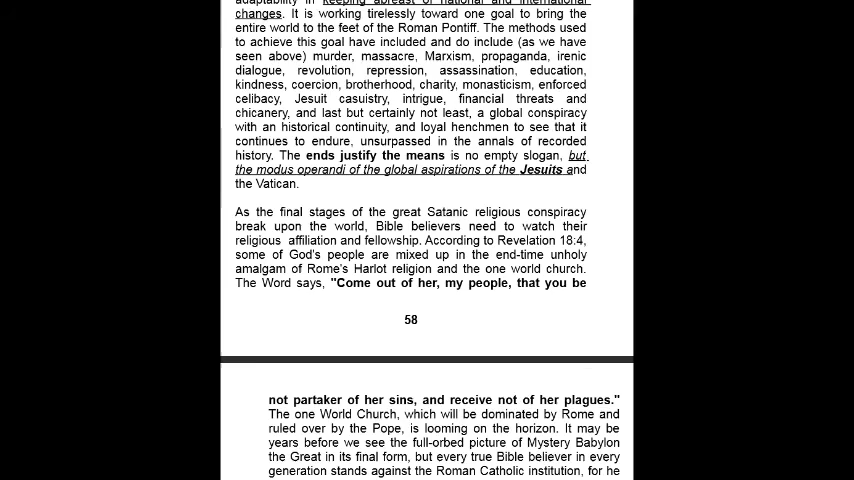 adaptability in keeping abreast of national and international
changes. It is working tirelessly toward one goal to bring the
entire world to the feet of the Roman Pontiff. The methods used
to achieve this goal have included and do include (as we have
seen above) murder, massacre, Marxism, propaganda, irenic
dialogue, revolution, repression, assassination, education,
kindness, coercion, brotherhood, charity, monasticism, enforced
celibacy, Jesuit casuistry, intrigue, financial threats and
chicanery, and last but certainly not least, a global conspiracy
with an historical continuity, and loyal henchmen to see that it
continues to endure, unsurpassed in the annals of recorded
history. The ends justify the means is no empty slogan, but
the modus operandi of the global aspirations of the Jesuits and
the Vatican.
As the final stages of the great Satanic religious conspiracy
break upon the world, Bible believers need to watch their
religious affiliation and fellowship. According to Revelation 18:4,
some of God's people are mixed up in the end-time unholy
amalgam of Rome's Harlot religion and the one world church.
The Word says, "Come out of her, my people, that you be
58
not partaker of her sins, and receive not of her plagues."
The one World Church, which will be dominated by Rome and
ruled over by the Pope, is looming on the horizon. It may be
years before we see the full-orbed picture of Mystery Babylon
the Great in its final form, but every true Bible believer in every
generation stands against the Roman Catholic institution, for he